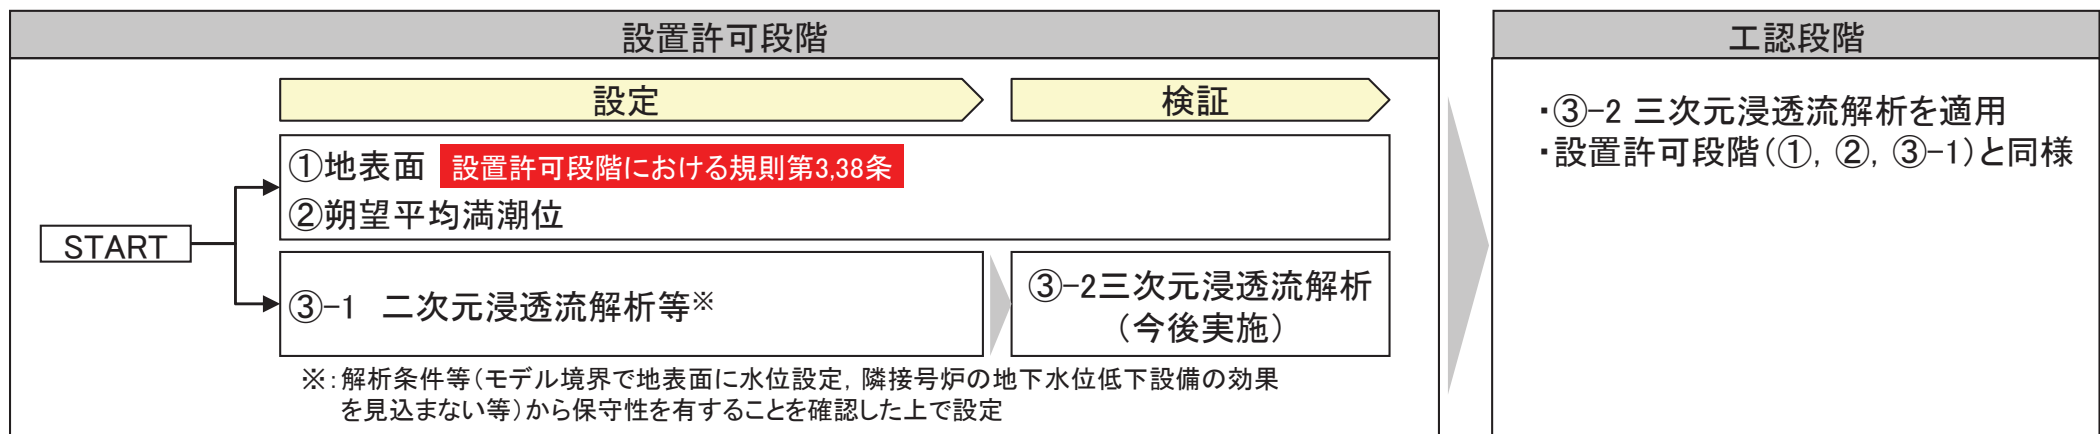 設置許可段階
設定
検証
①地表面 設置許可段階における規則第3,38条
②朔望平均満潮位
START
③-1 二次元浸透流解析等※
③-2三次元浸透流解析
(今後実施)
※:解析条件等(モデル境界で地表面に水位設定,隣接号炉の地下水位低下設備の効果
を見込まない等)から保守性を有することを確認した上で設定
工認段階
・③-2 三次元浸透流解析を適用
・設置許可段階(①, ②, ③-1)と同様